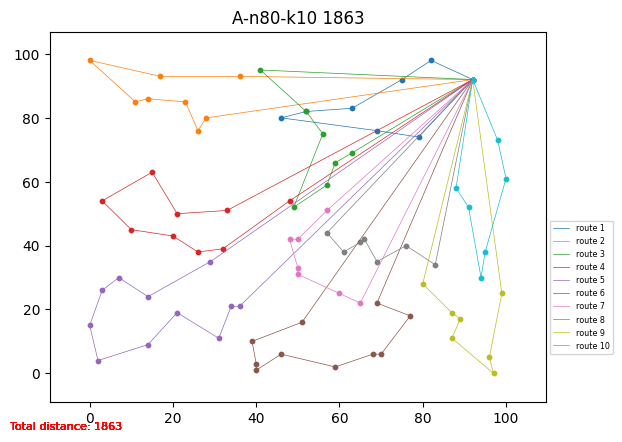 A-n80-k10 1863
100
80
60
40
20
0
0 20 40 60 80 100
route 1
route 2
route 3
route 4
route 5
route 6
route 7
route 8
route 9
route 10
Total distance: 1863